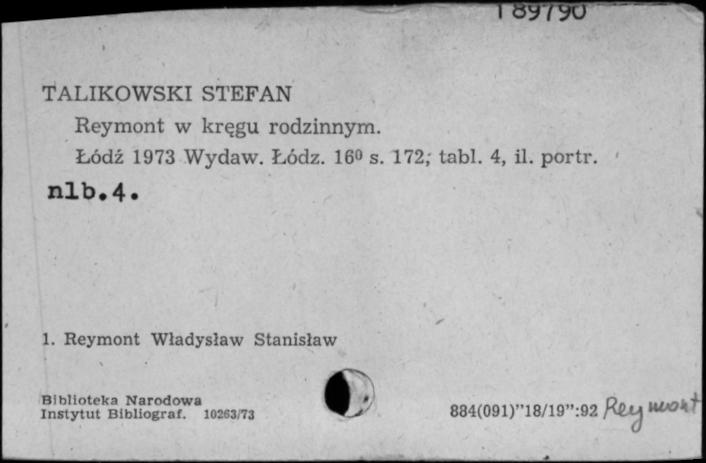 189790
TALIKOWSKI STEFAN
Reymont w kręgu rodzinnym.
Łódź 1973 Wydaw. Łódz. 16⁰ s. 172, tabl. 4, il. portr.
nlb.4.
1. Reymont Władysław Stanisław
Biblioteka Narodowa
Instytut Bibliograf. 10263/73
884(091)"18/19":92 Reymont